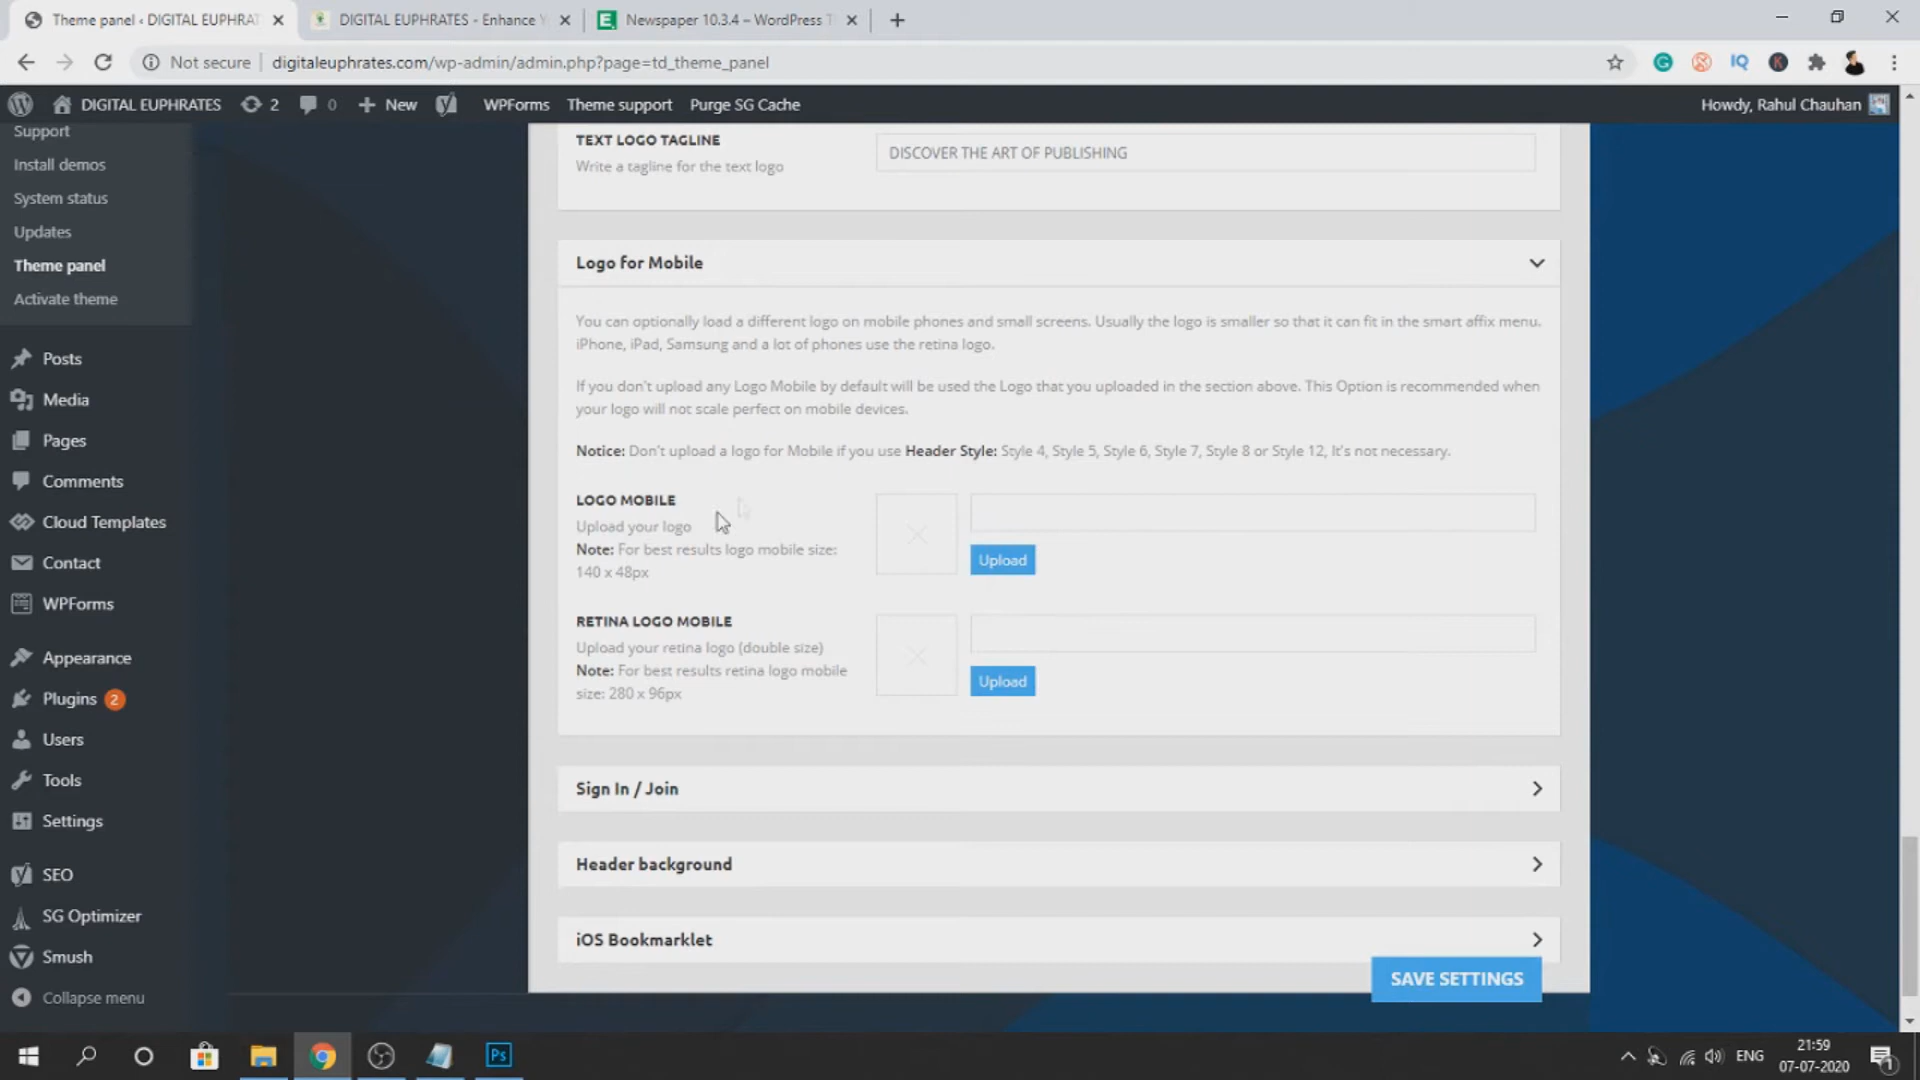 Theme panel ‹ DIGITAL EUPHRAT
DIGITAL EUPHRATES - Enhance Y
Newspaper 10.3.4 – WordPress T
Not secure
digitaleuphrates.com/wp-admin/admin.php?page=td_theme_panel
DIGITAL EUPHRATES
2
0
New
WPForms
Theme support
Purge SG Cache
Howdy, Rahul Chauhan
Support
Install demos
System status
Updates
Theme panel
Activate theme
Posts
Media
Pages
Comments
Cloud Templates
Contact
WPForms
Appearance
Plugins 2
Users
Tools
Settings
SEO
SG Optimizer
Smush
Collapse menu
TEXT LOGO TAGLINE
Write a tagline for the text logo
DISCOVER THE ART OF PUBLISHING
Logo for Mobile
You can optionally load a different logo on mobile phones and small screens. Usually the logo is smaller so that it can fit in the smart affix menu.
iPhone, iPad, Samsung and a lot of phones use the retina logo.
If you don't upload any Logo Mobile by default will be used the Logo that you uploaded in the section above. This Option is recommended when
your logo will not scale perfect on mobile devices.
Notice: Don't upload a logo for Mobile if you use Header Style: Style 4, Style 5, Style 6, Style 7, Style 8 or Style 12, It's not necessary.
LOGO MOBILE
Upload your logo
Note: For best results logo mobile size:
140 x 48px
Upload
RETINA LOGO MOBILE
Upload your retina logo (double size)
Note: For best results retina logo mobile
size: 280 x 96px
Upload
Sign In / Join
Header background
iOS Bookmarklet
SAVE SETTINGS
Ps
ENG
21:59
07-07-2020
1